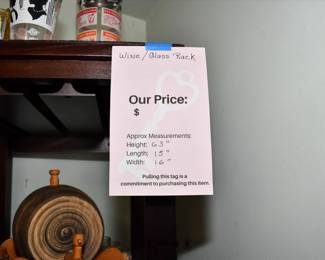 Wine/Glass Rack
Our Price:
$
Approx Measurements:
Height: 63"
Length: 15"
Width: 16"
Pulling this tag is a
commitment to purchasing this item.